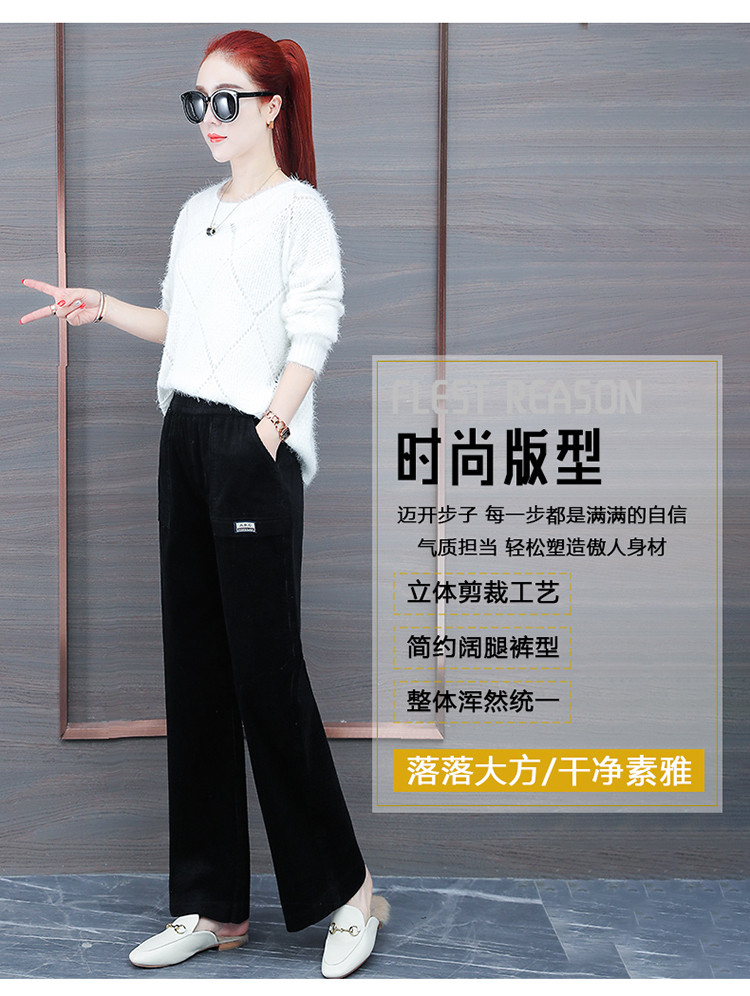 FLEST REASON
时尚版型
迈开步子 每一步都是满满的自信
气质担当 轻松塑造傲人身材
立体剪裁工艺
简约阔腿裤型
整体浑然统一
落落大方/干净素雅